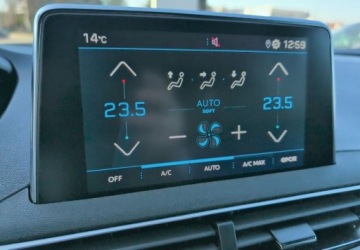 14°C 12:59
23.5 AUTO 23.5
SOFT
OFF A/C AUTO A/C MAX